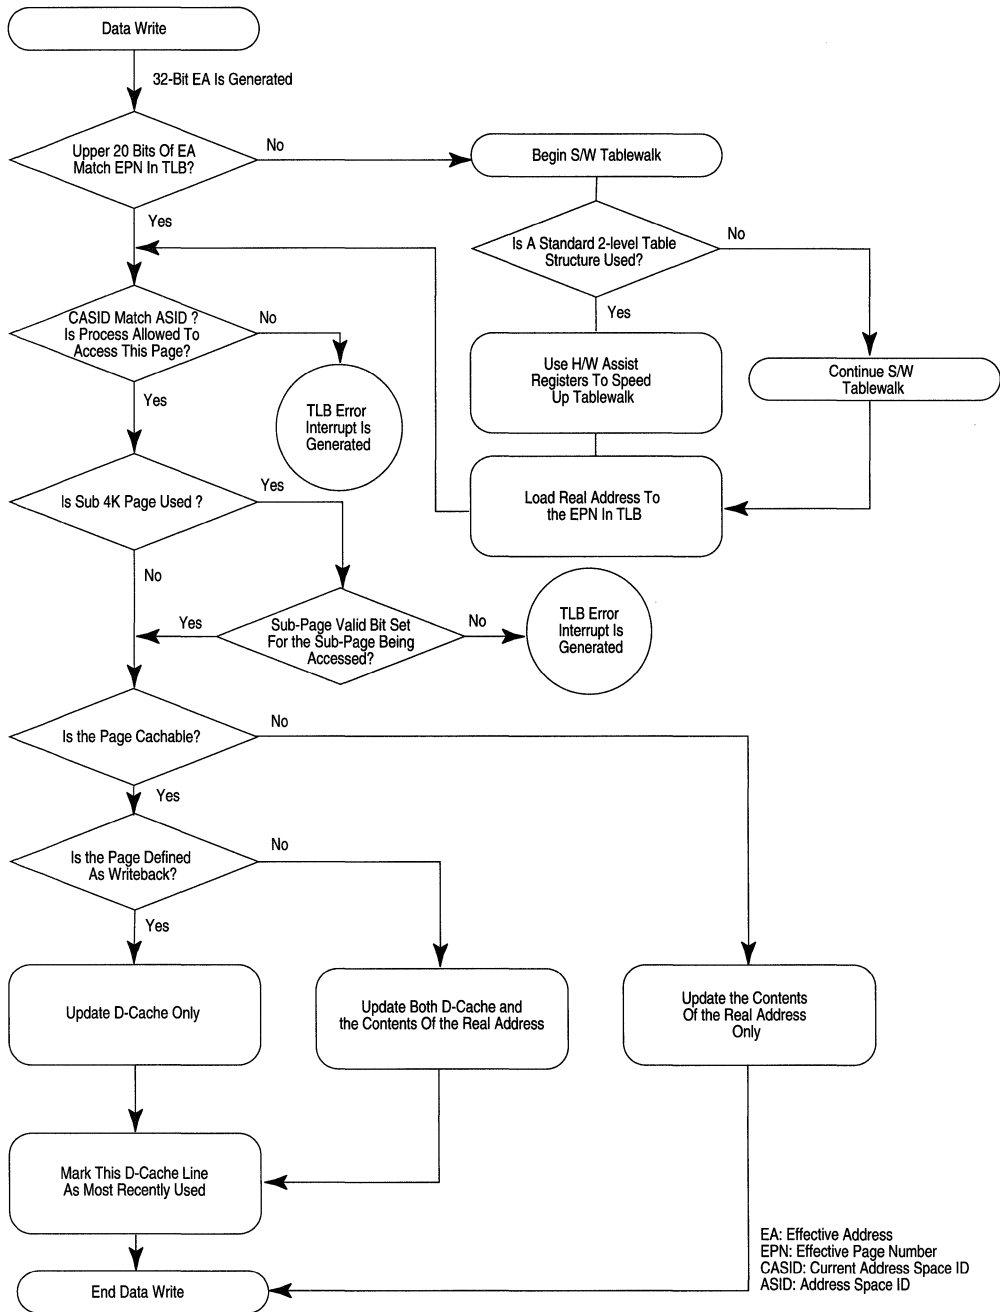 Data Write
32-Bit EA Is Generated
Upper 20 Bits Of EA
Match EPN In TLB?
No
Begin S/W Tablewalk
Yes
Is A Standard 2-level Table
Structure Used?
No
CASID Match ASID ?
Is Process Allowed To
Access This Page?
No
Yes
Use H/W Assist
Registers To Speed
Up Tablewalk
Continue S/W
Tablewalk
Yes
TLB Error
Interrupt Is
Generated
Is Sub 4K Page Used ?
Yes
Load Real Address To
the EPN In TLB
No
Yes
Sub-Page Valid Bit Set
For the Sub-Page Being
Accessed?
No
TLB Error
Interrupt Is
Generated
Is the Page Cachable?
No
Yes
Is the Page Defined
As Writeback?
No
Yes
Update D-Cache Only
Update Both D-Cache and
the Contents Of the Real Address
Update the Contents
Of the Real Address
Only
Mark This D-Cache Line
As Most Recently Used
End Data Write
EA: Effective Address
EPN: Effective Page Number
CASID: Current Address Space ID
ASID: Address Space ID